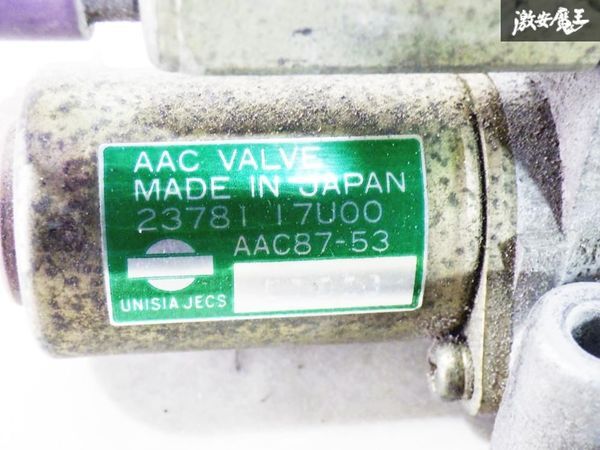 激安魔王
AAC VALVE
MADE IN JAPAN
23781 17U00
AAC87-53
UNISIA JECS